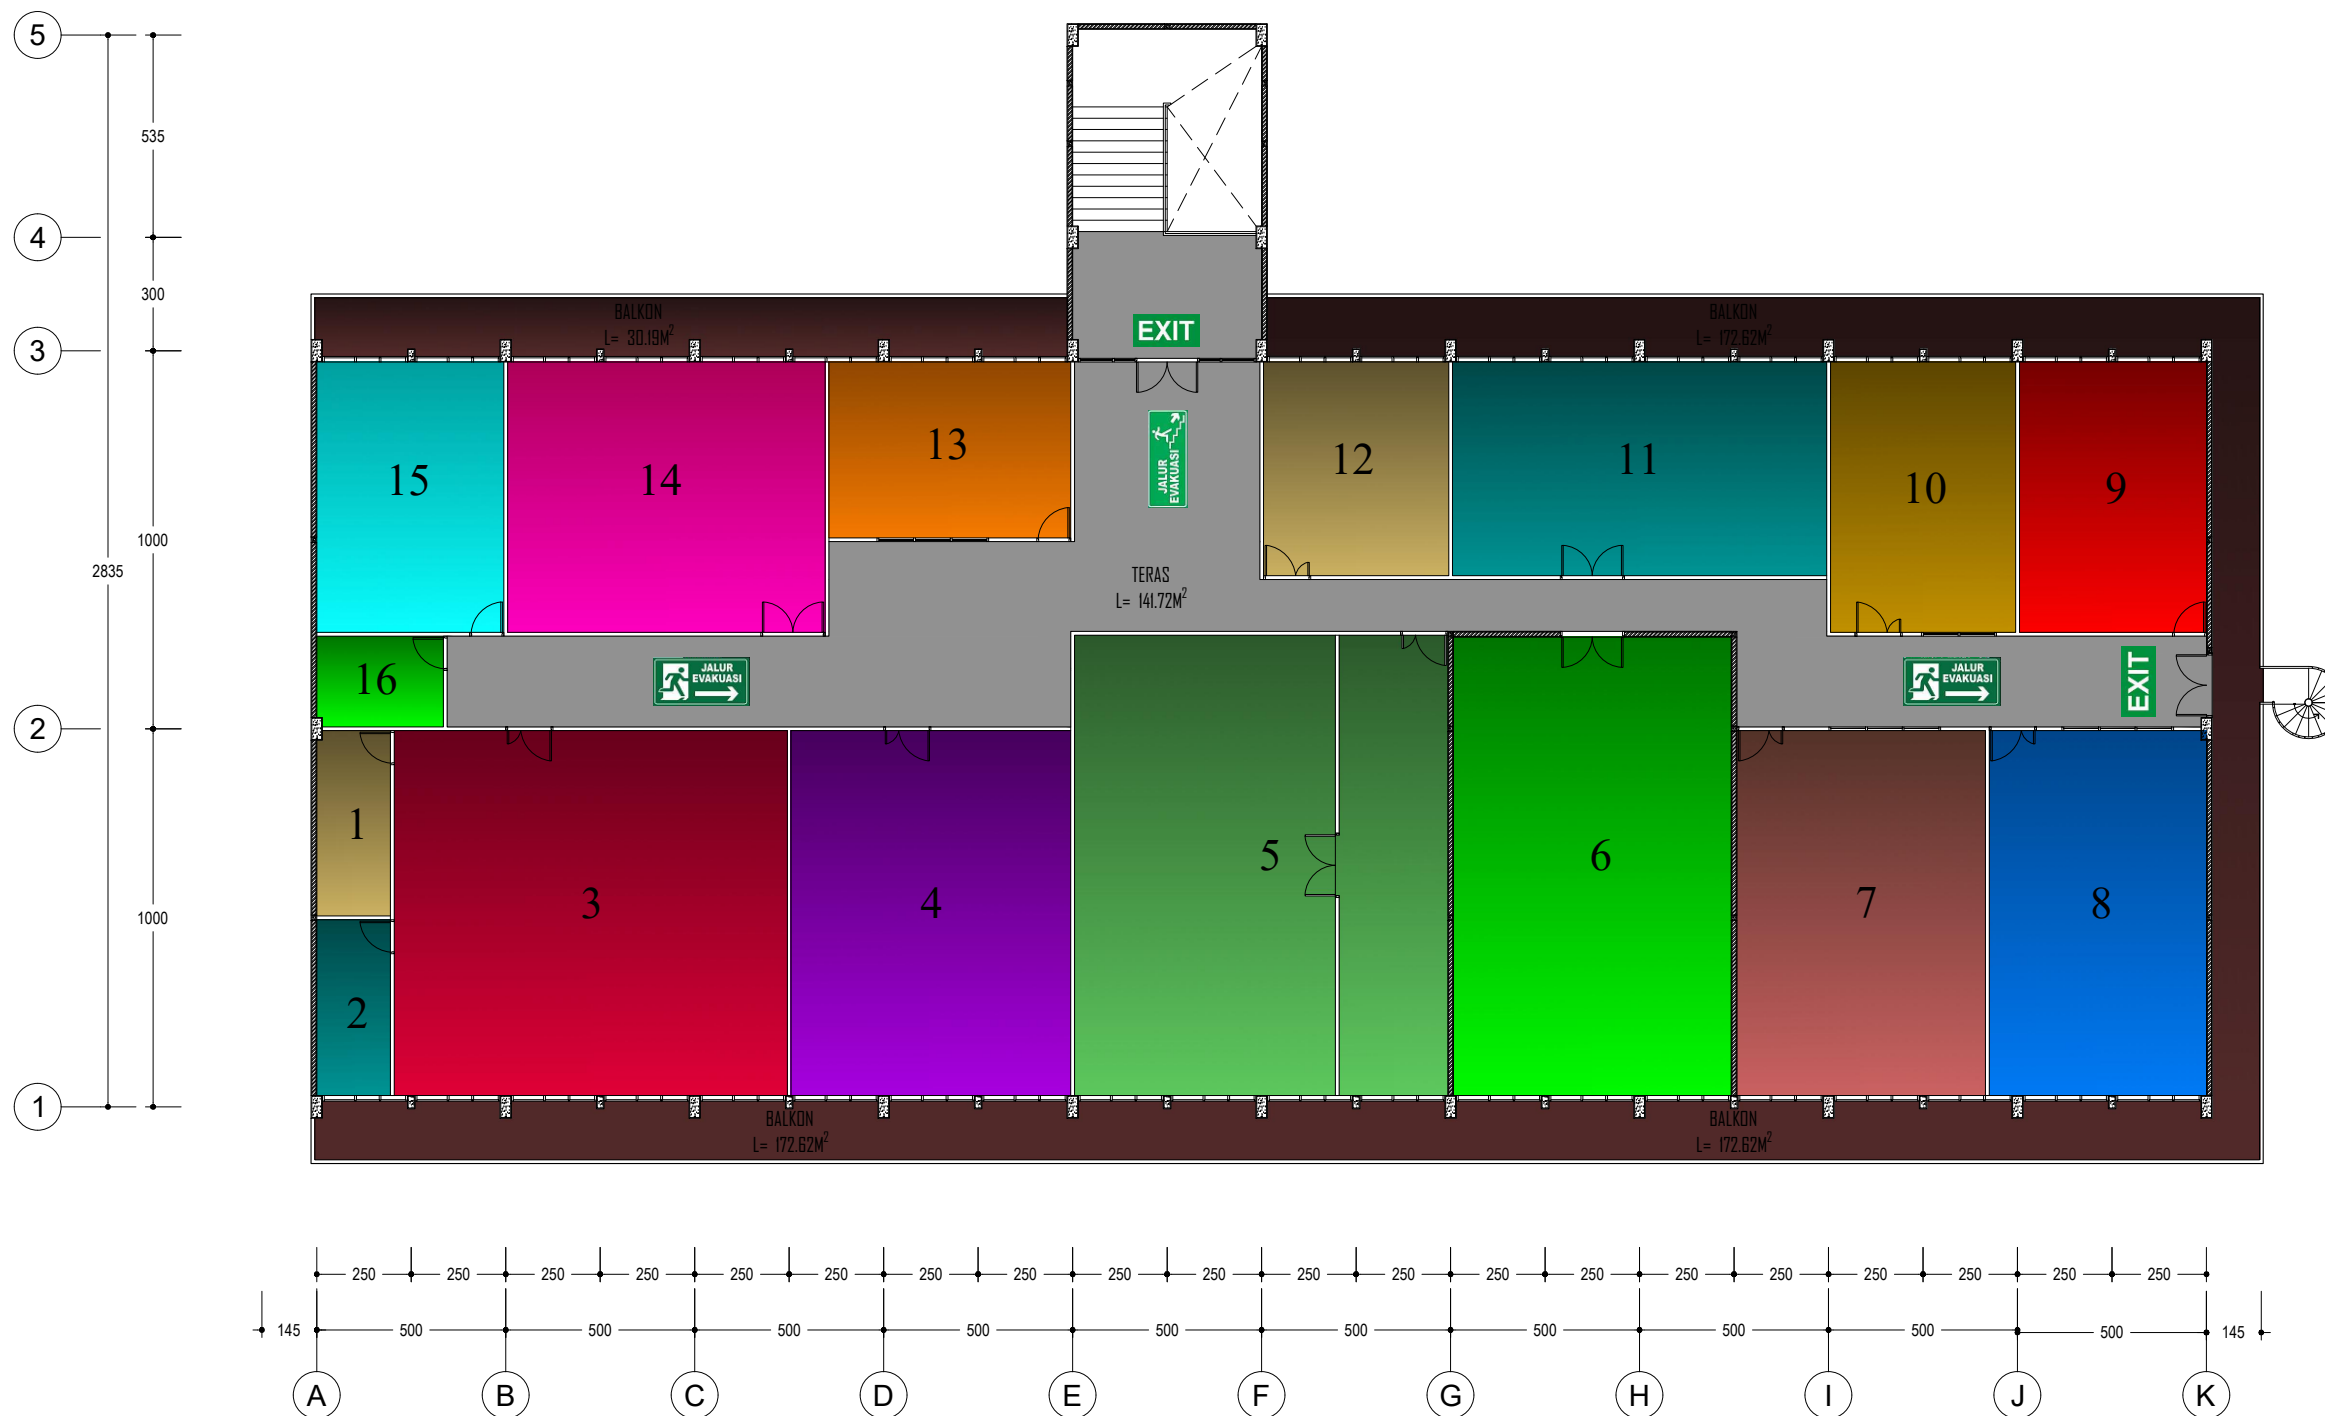 5
535
4
300
EXIT
BALKON
L= 30.19M²
BALKON
L= 172.62M²
3
JALUR
EVAKUASI
15
14
13
12
11
10
9
1000
2835
TERAS
L= 141.72M²
16
JALUR
EVAKUASI
JALUR
EVAKUASI
EXIT
2
1
3
4
5
6
7
8
1000
2
1
BALKON
L= 172.62M²
BALKON
L= 172.62M²
250 250 250 250 250 250 250 250 250 250 250 250 250 250 250 250 250 250 250 250
145 500 500 500 500 500 500 500 500 500 500 145
A B C D E F G H I J K